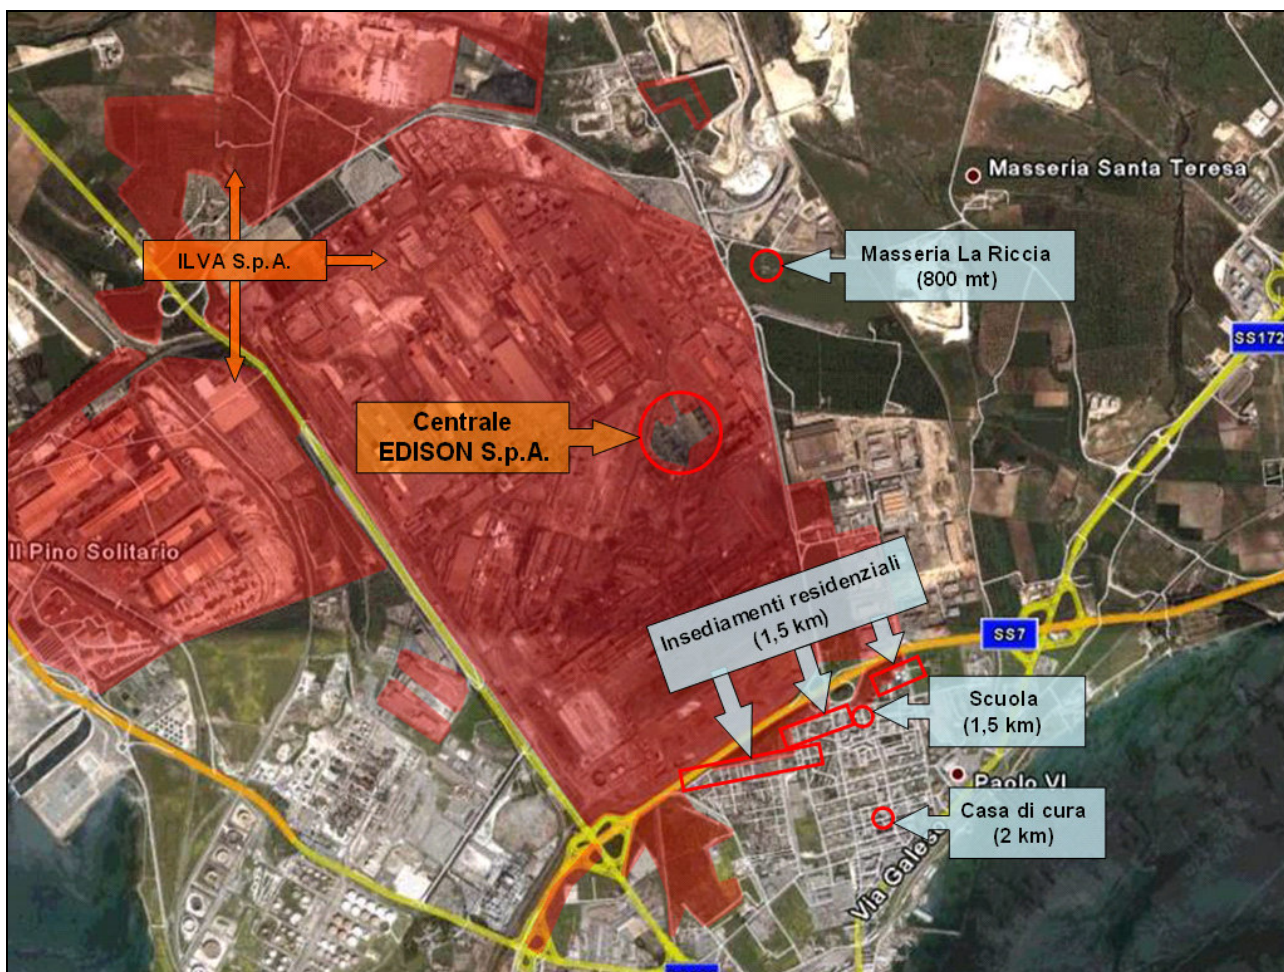 Masseria Santa Teresa
ILVA S.p.A.
Masseria La Riccia
(800 mt)
SS172
Centrale
EDISON S.p.A.
Il Pino Solitario
Insediamenti residenziali
(1,5 km)
SS7
Scuola
(1,5 km)
Paolo VI
Casa di cura
(2 km)
Via Galeso